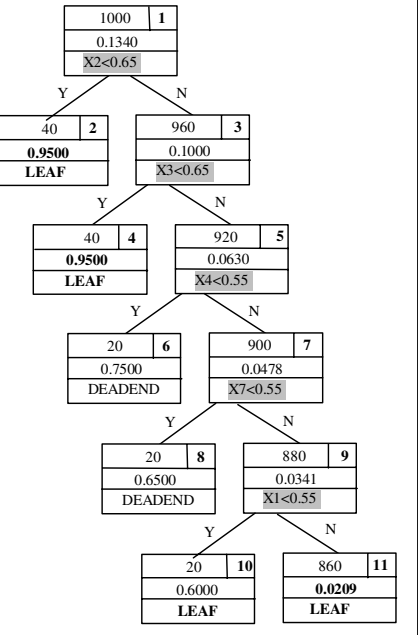 1000 1
0.1340
X2<0.65
Y N
40 2 960 3
0.9500 0.1000
LEAF X3<0.65
Y N
40 4 920 5
0.9500 0.0630
LEAF X4<0.55
Y N
20 6 900 7
0.7500 0.0478
DEADEND X7<0.55
Y N
20 8 880 9
0.6500 0.0341
DEADEND X1<0.55
Y N
20 10 860 11
0.6000 0.0209
LEAF LEAF